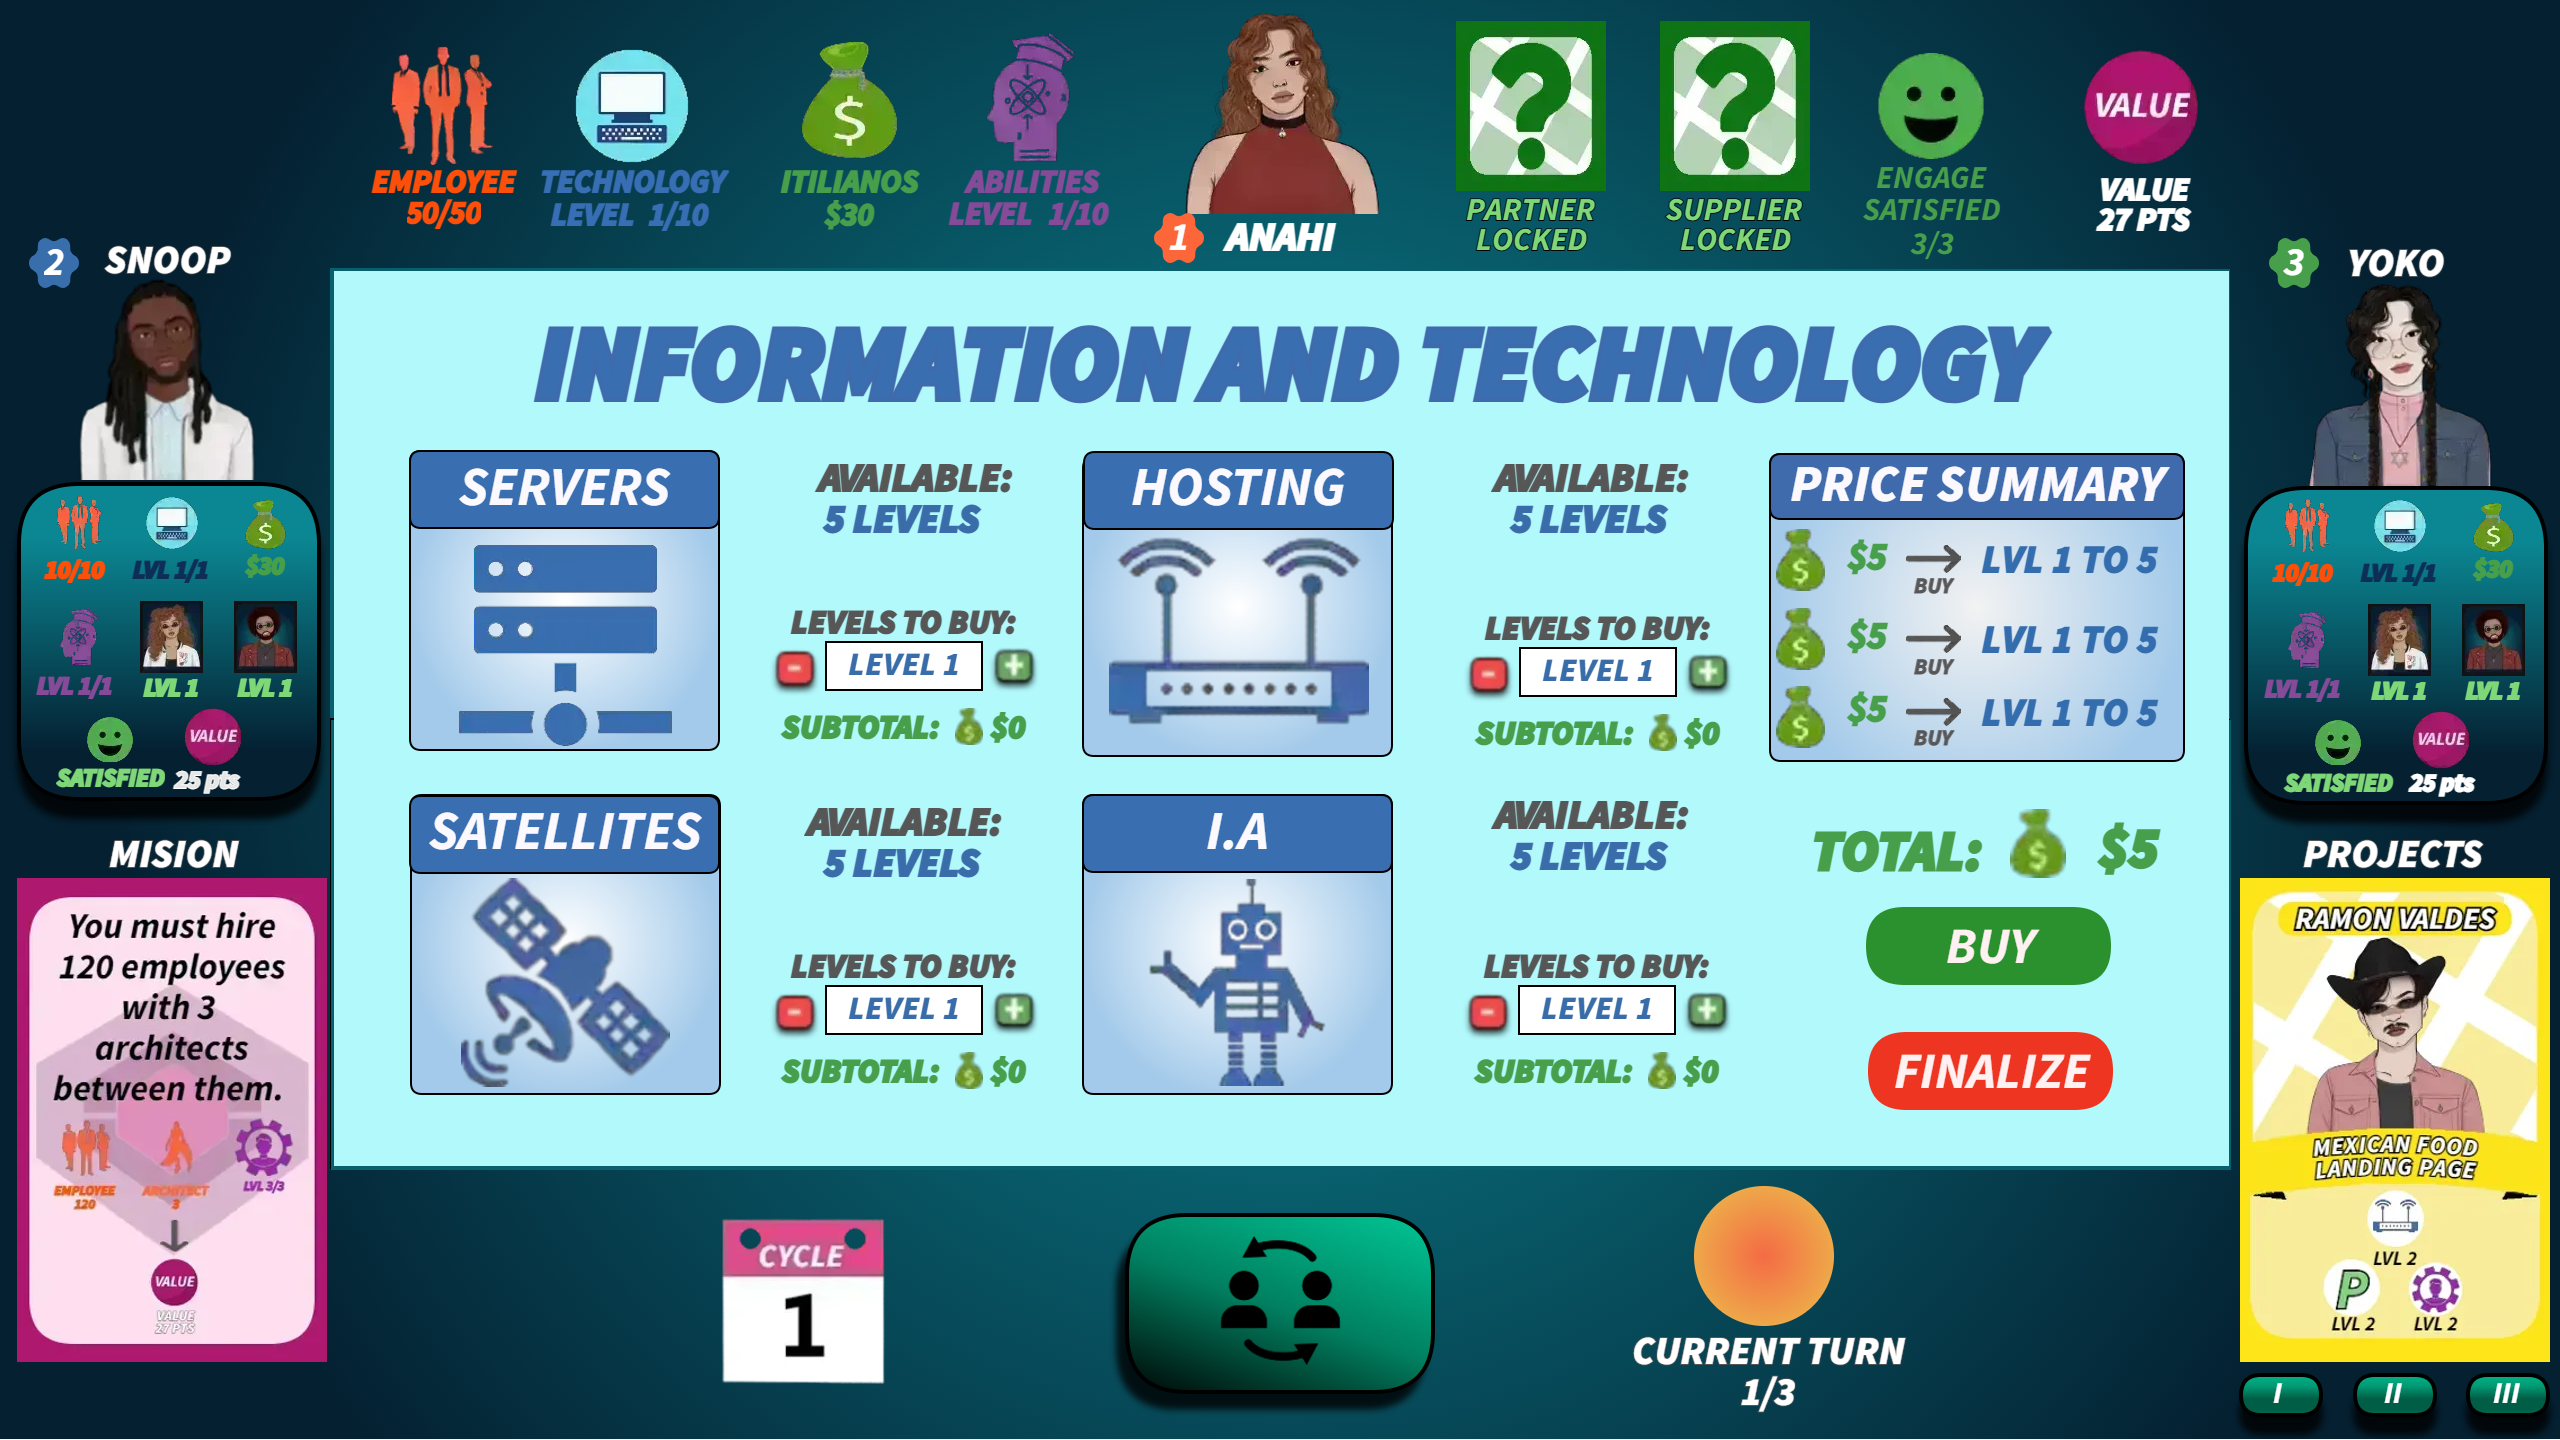 EMPLOYEE
50/50
TECHNOLOGY
LEVEL 1/10
$
ITILIANOS
$30
ABILITIES
LEVEL 1/10
1 ANAHI
?
PARTNER
LOCKED
?
SUPPLIER
LOCKED
ENGAGE
SATISFIED
3/3
VALUE
VALUE
27 PTS
2 SNOOP
$
10/10 LVL 1/1 $30
LVL 1/1 LVL 1 LVL 1
VALUE
SATISFIED 25 pts
3 YOKO
$
10/10 LVL 1/1 $30
LVL 1/1 LVL 1 LVL 1
VALUE
SATISFIED 25 pts
INFORMATION AND TECHNOLOGY
SERVERS
AVAILABLE:
5 LEVELS
LEVELS TO BUY:
- LEVEL 1 +
SUBTOTAL: $ $0
HOSTING
AVAILABLE:
5 LEVELS
LEVELS TO BUY:
- LEVEL 1 +
SUBTOTAL: $ $0
PRICE SUMMARY
$ $5 → LVL 1 TO 5
BUY
$ $5 → LVL 1 TO 5
BUY
$ $5 → LVL 1 TO 5
BUY
SATELLITES
AVAILABLE:
5 LEVELS
LEVELS TO BUY:
- LEVEL 1 +
SUBTOTAL: $ $0
I.A
AVAILABLE:
5 LEVELS
LEVELS TO BUY:
- LEVEL 1 +
SUBTOTAL: $ $0
TOTAL: $ $5
BUY
FINALIZE
MISION
You must hire
120 employees
with 3
architects
between them.
EMPLOYEE
120
ARCHITECT
3
LVL 3/3
VALUE
VALUE
27 PTS
PROJECTS
RAMON VALDES
MEXICAN FOOD
LANDING PAGE
LVL 2
P
LVL 2 LVL 2
CYCLE
1
CURRENT TURN
1/3
I II III